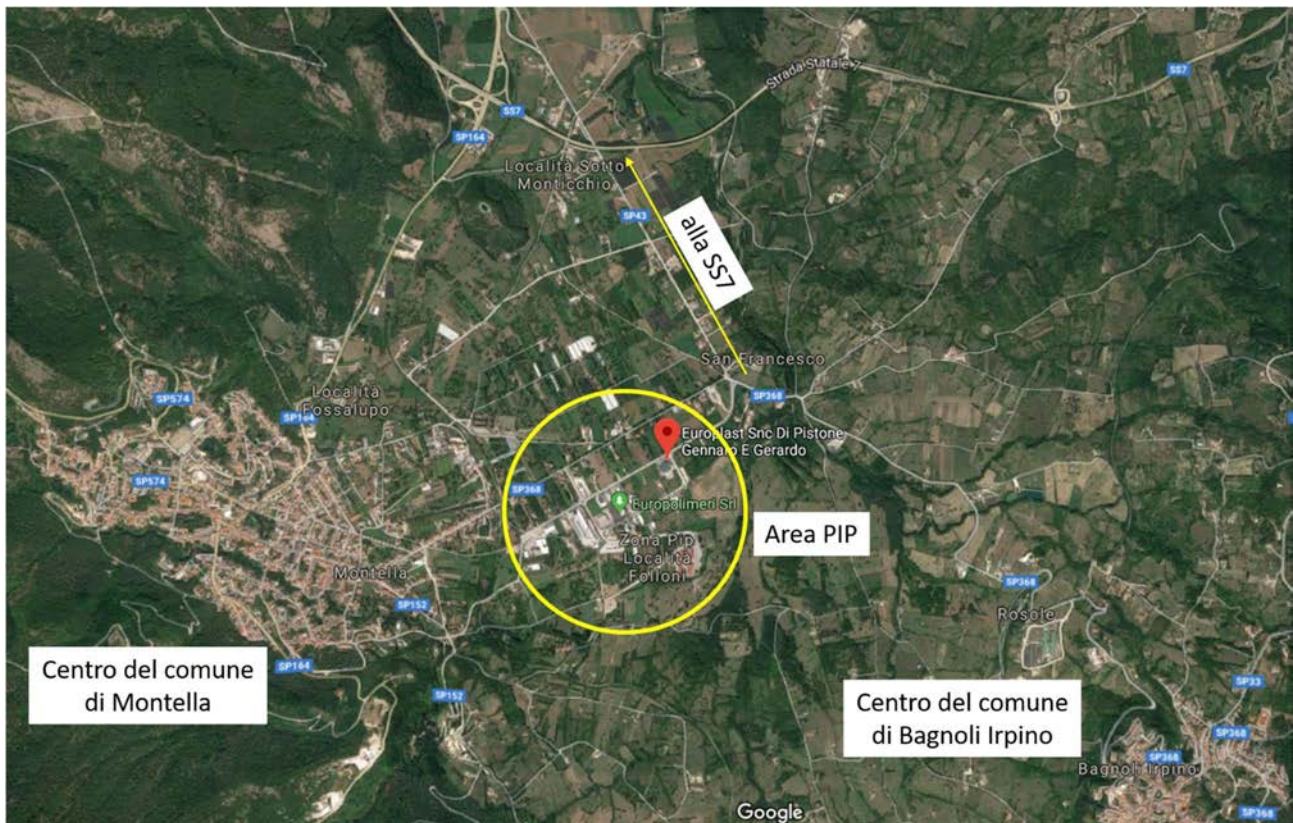 Strada Statale 7
SS7
SS7
SP164
Località Sotto
Monticchio
SP43
alla SS7
San Francesco
SP368
SP574
Località
Fossalupo
SP164
Europlast Snc Di Pistone
Gennaro E Gerardo
SP574
SP368
Europolimeri Srl
Area PIP
Zona Pip
Località
Folloni
Montella
SP152
SP368
Rosole
Centro del comune
di Montella
SP164
SP152
Centro del comune
di Bagnoli Irpino
SP33
SP368
SP368
Bagnoli Irpino
Google
SP368